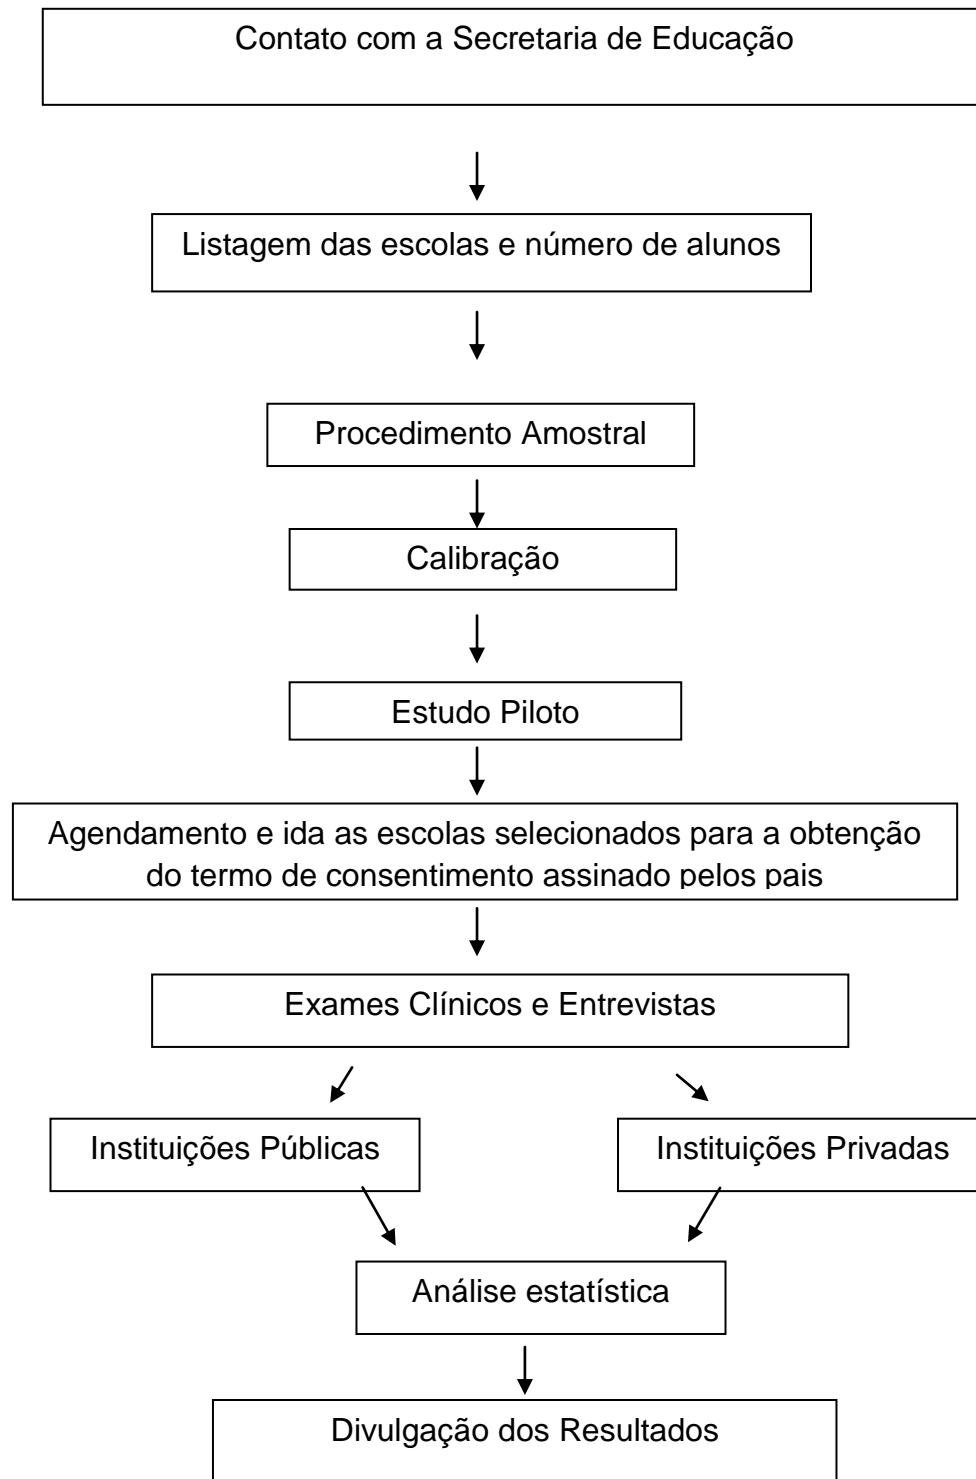 Contato com a Secretaria de Educação
Listagem das escolas e número de alunos
Procedimento Amostral
Calibração
Estudo Piloto
Agendamento e ida as escolas selecionados para a obtenção
do termo de consentimento assinado pelos pais
Exames Clínicos e Entrevistas
Instituições Públicas
Instituições Privadas
Análise estatística
Divulgação dos Resultados